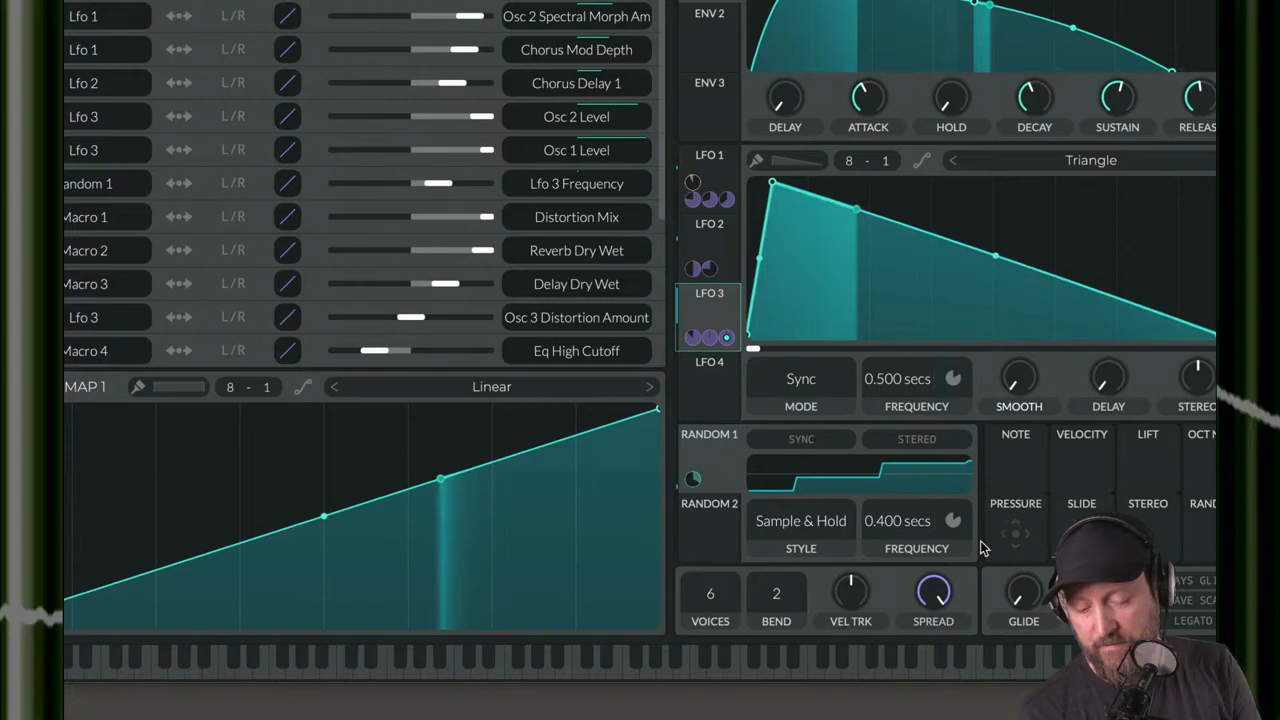 Lfo 1 L/R Osc 2 Spectral Morph Am
Lfo 1 L/R Chorus Mod Depth
Lfo 2 L/R Chorus Delay 1
Lfo 3 L/R Osc 2 Level
Lfo 3 L/R Osc 1 Level
andom 1 L/R Lfo 3 Frequency
Macro 1 L/R Distortion Mix
Macro 2 L/R Reverb Dry Wet
Macro 3 L/R Delay Dry Wet
Lfo 3 L/R Osc 3 Distortion Amount
Macro 4 L/R Eq High Cutoff
MAP 1 8 - 1 < Linear >
ENV 2
ENV 3
DELAY ATTACK HOLD DECAY SUSTAIN RELEAS
LFO 1 8 - 1 < Triangle
LFO 2
LFO 3
LFO 4
Sync 0.500 secs
MODE FREQUENCY SMOOTH DELAY STEREO
RANDOM 1 SYNC STEREO NOTE VELOCITY LIFT OCT N
RANDOM 2 PRESSURE SLIDE STEREO RAN
Sample & Hold 0.400 secs
STYLE FREQUENCY
6 2
VOICES BEND VEL TRK SPREAD GLIDE
AYS GLI
AVE SCA
LEGATO